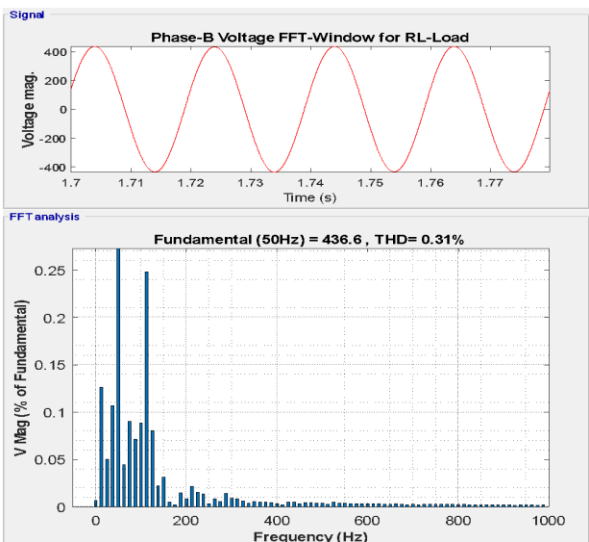 Signal
Phase-B Voltage FFT-Window for RL-Load
Voltage mag.
400
200
0
-200
-400
1.7 1.71 1.72 1.73 1.74 1.75 1.76 1.77
Time (s)
FFT analysis
Fundamental (50Hz) = 436.6 , THD= 0.31%
V Mag (% of Fundamental)
0.25
0.2
0.15
0.1
0.05
0
0 200 400 600 800 1000
Frequency (Hz)